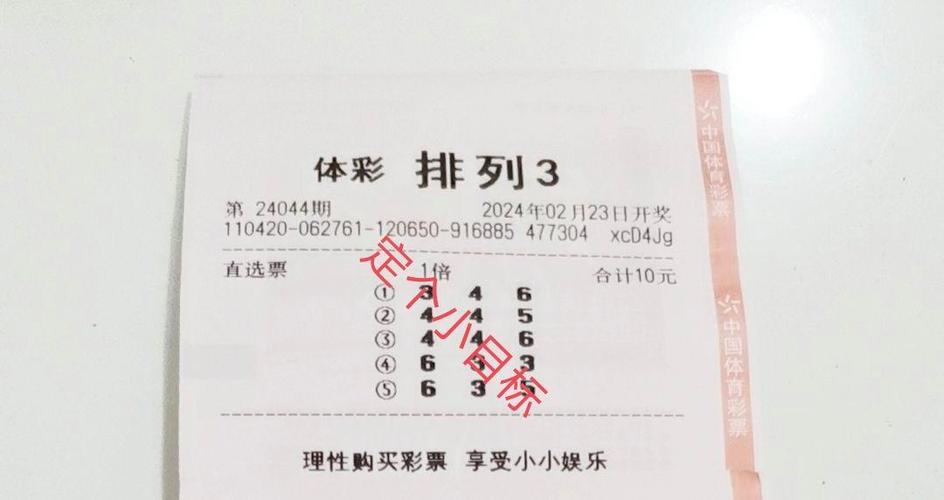 体彩 排列3
第 24044期 2024年02月23日开奖
110420-062761-120650-916885 477304 xcD4Jg
直选票 1倍 合计10元
① 3 4 6
② 4 4 5
③ 4 4 6
④ 6 3 3
⑤ 6 3 5
理性购买彩票 享受小小娱乐
定个小目标
中国体育彩票
中国体育彩票